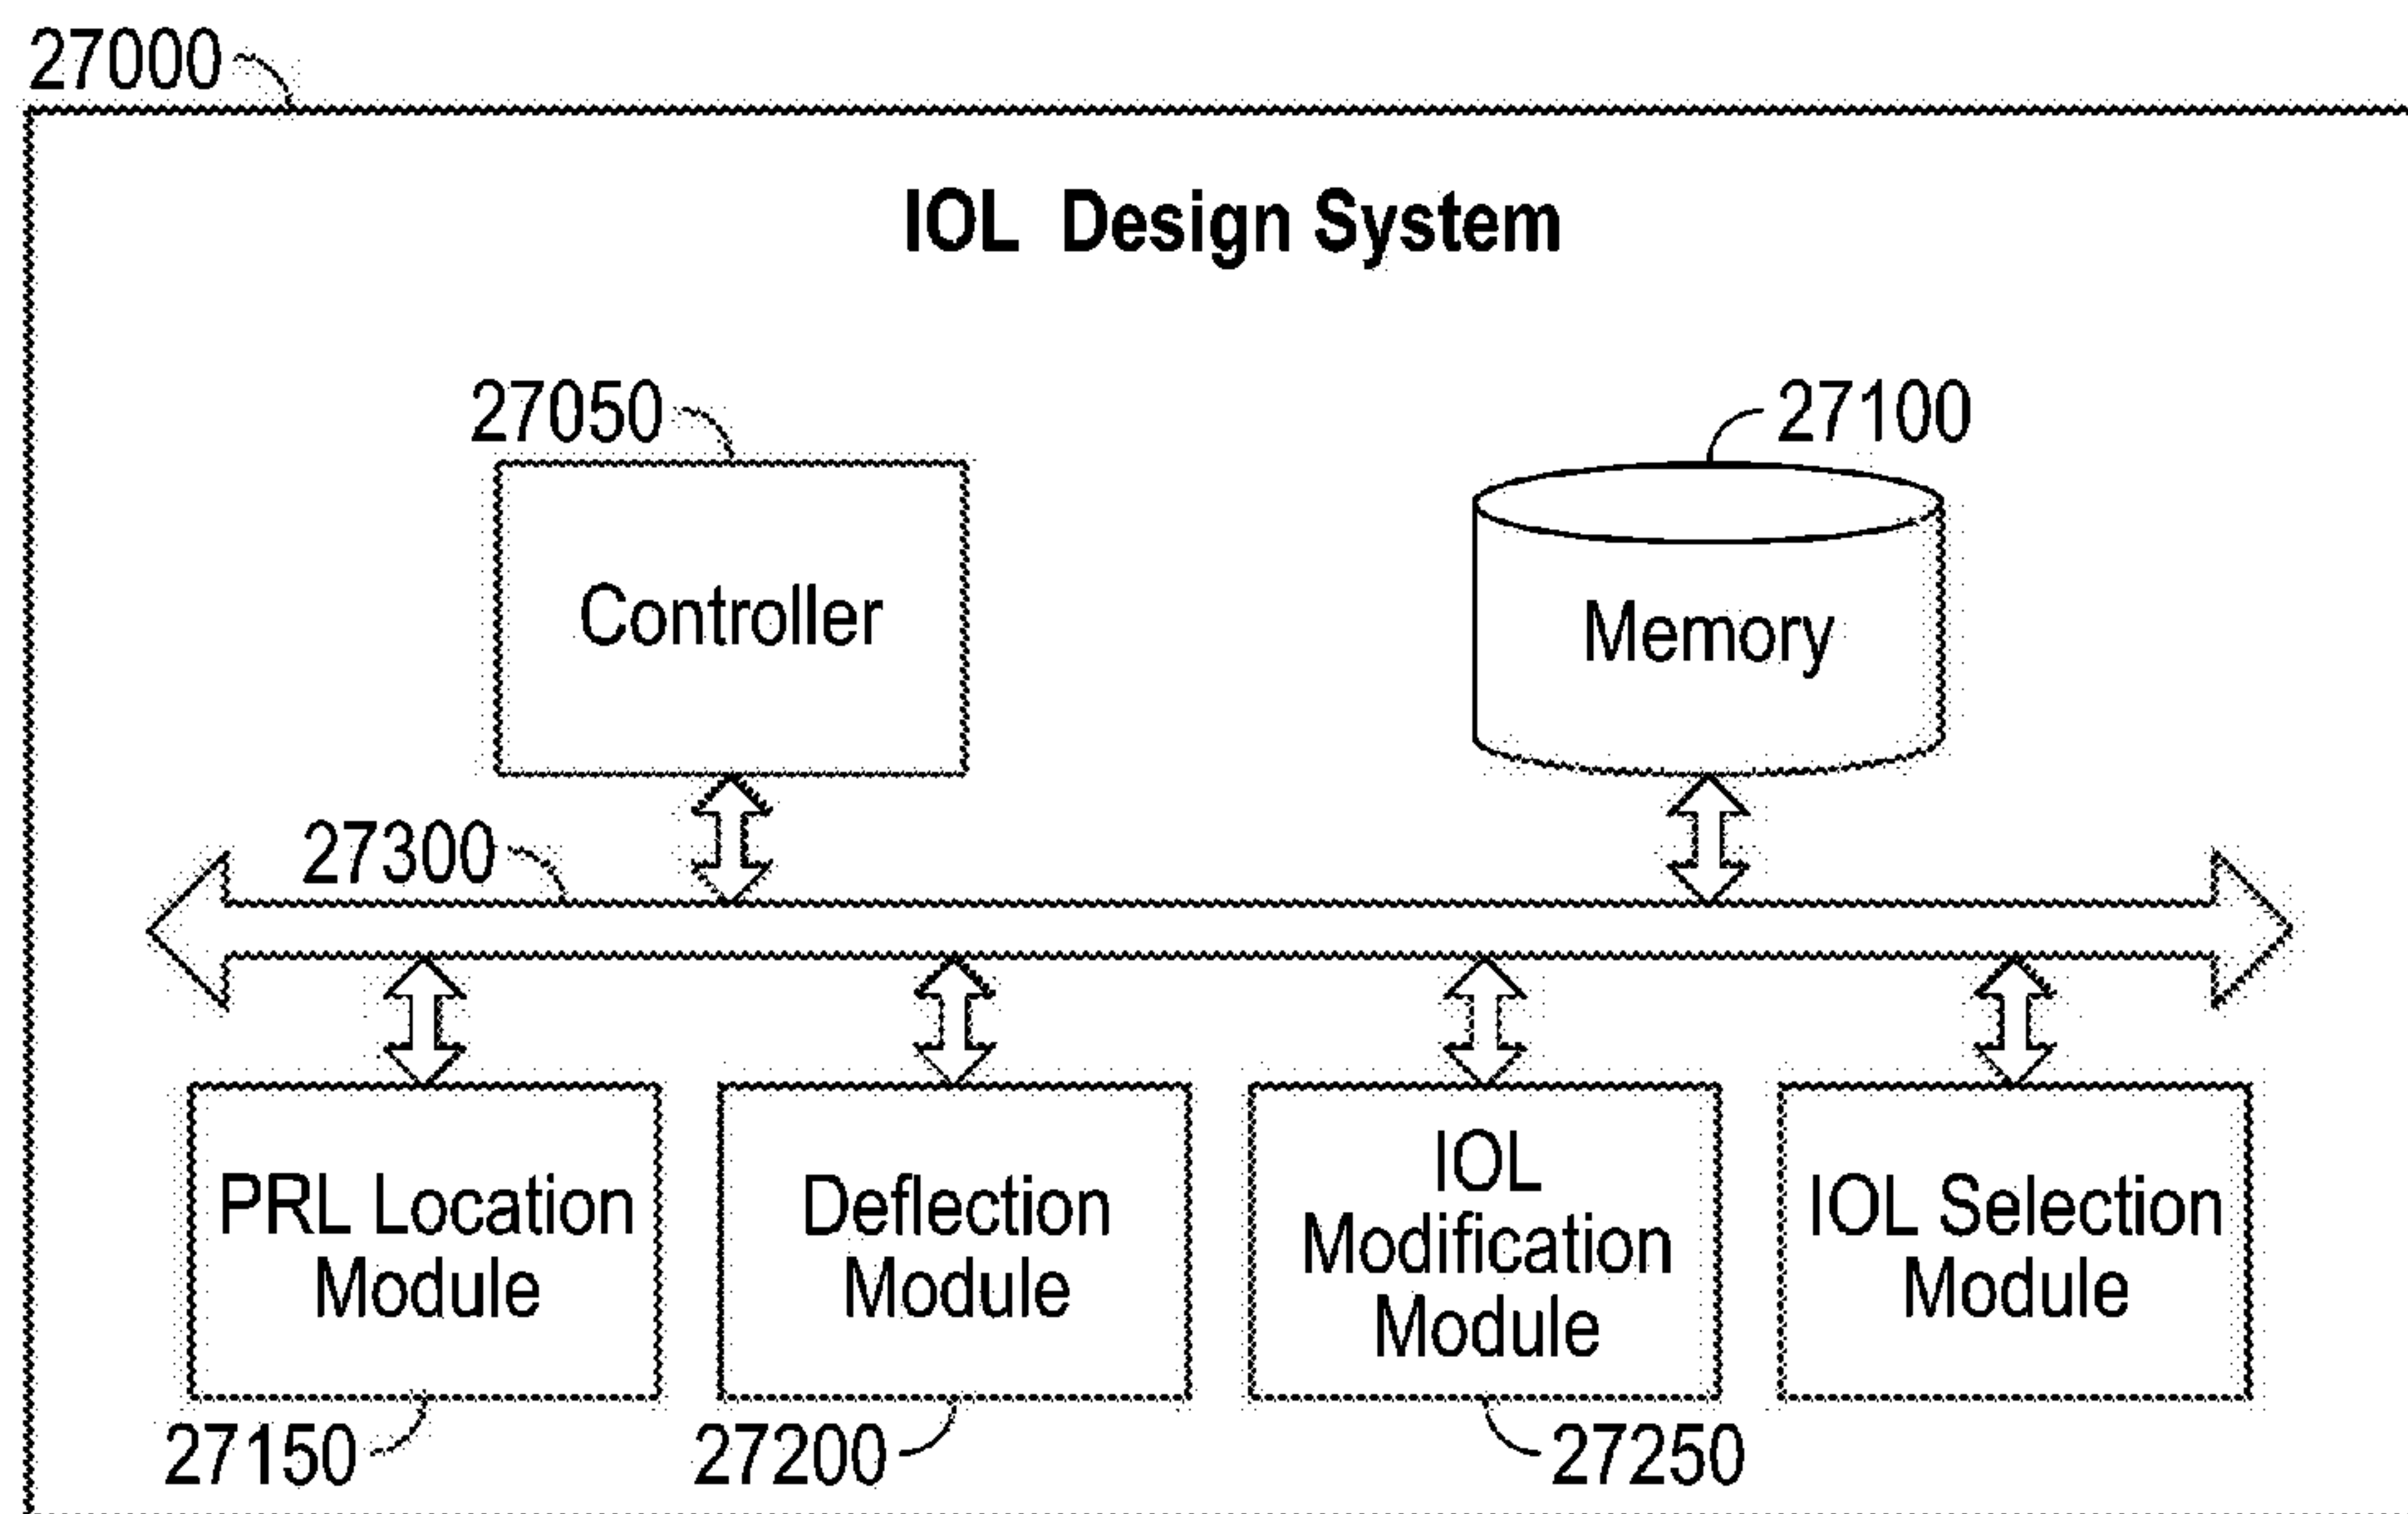 27000
IOL Design System
27050
27100
Controller
Memory
27300
PRL Location
Module
Deflection
Module
IOL
Modification
Module
IOL Selection
Module
27150
27200
27250